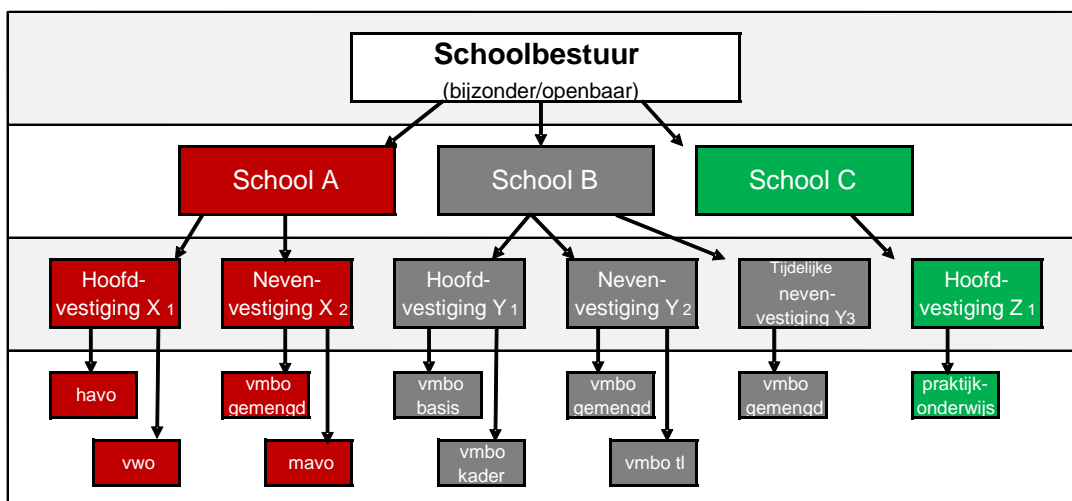 Schoolbestuur
(bijzonder/openbaar)
School A
School B
School C
Hoofd-
vestiging X 1
Neven-
vestiging X 2
Hoofd-
vestiging Y 1
Neven-
vestiging Y 2
Tijdelijke
neven-
vestiging Y3
Hoofd-
vestiging Z 1
havo
vmbo
gemengd
vmbo
basis
vmbo
gemengd
vmbo
gemengd
praktijk-
onderwijs
vwo
mavo
vmbo
kader
vmbo tl